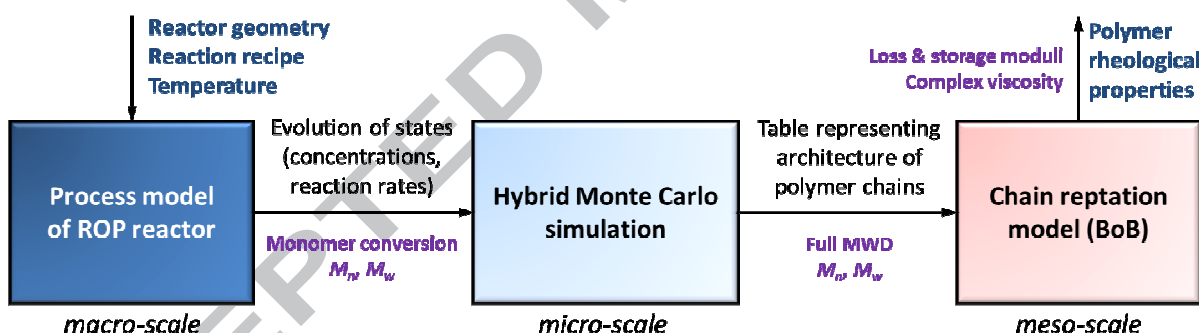 Reactor geometry
Reaction recipe
Temperature
Loss & storage moduli
Complex viscosity
Polymer
rheological
properties
Process model
of ROP reactor
Evolution of states
(concentrations,
reaction rates)
Monomer conversion
Mn, Mw
Hybrid Monte Carlo
simulation
Table representing
architecture of
polymer chains
Full MWD
Mn, Mw
Chain reptation
model (BoB)
macro-scale
micro-scale
meso-scale
PTED M